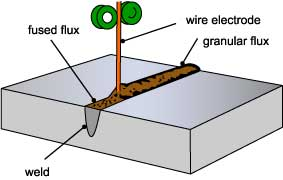 wire electrode
fused flux
granular flux
weld